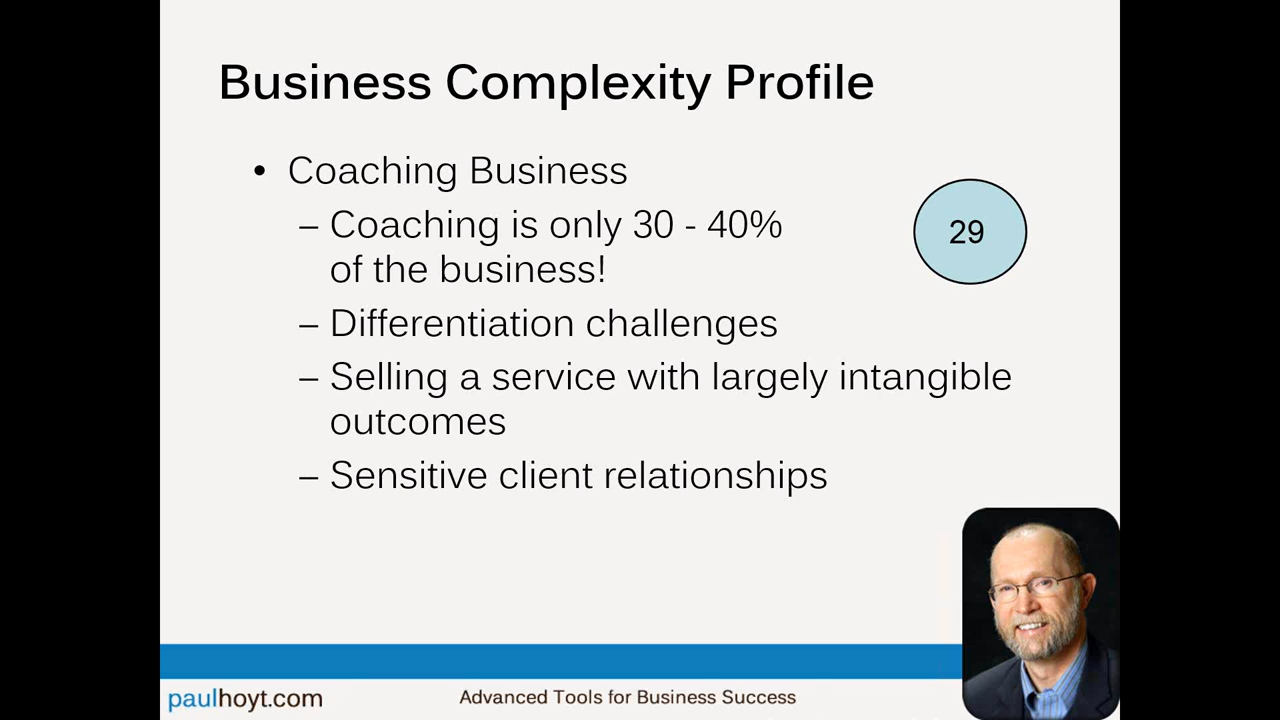 Business Complexity Profile
• Coaching Business
– Coaching is only 30 - 40%
of the business!
29
– Differentiation challenges
– Selling a service with largely intangible
outcomes
– Sensitive client relationships
paulhoyt.com
Advanced Tools for Business Success